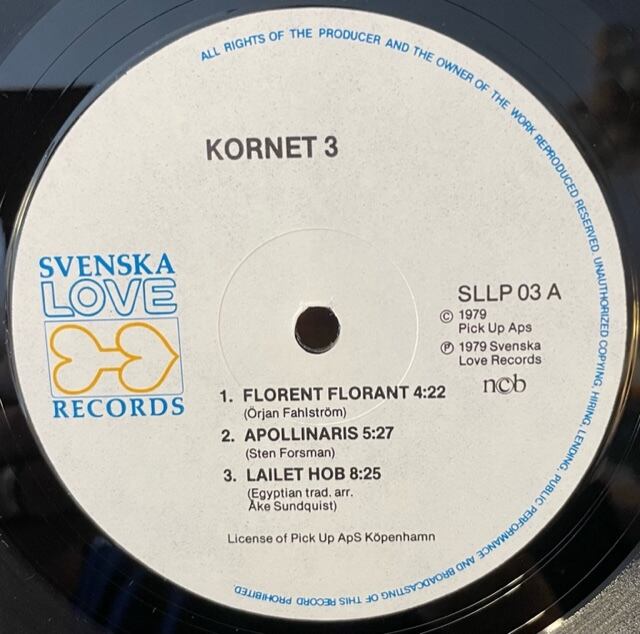 ALL RIGHTS OF THE PRODUCER AND THE OWNER OF THE WORK REPRODUCED RESERVED. UNAUTHORIZED COPYING, HIRING, LENDING, PUBLIC PERFORMANCE AND BROADCASTING OF THIS RECORD PROHIBITED
KORNET 3
SVENSKA
LOVE
RECORDS
SLLP 03 A
© 1979
Pick Up Aps
℗ 1979 Svenska
Love Records
ncb
1. FLORENT FLORANT 4:22
(Örjan Fahlström)
2. APOLLINARIS 5:27
(Sten Forsman)
3. LAILET HOB 8:25
(Egyptian trad. arr.
Åke Sundquist)
License of Pick Up ApS Köpenhamn